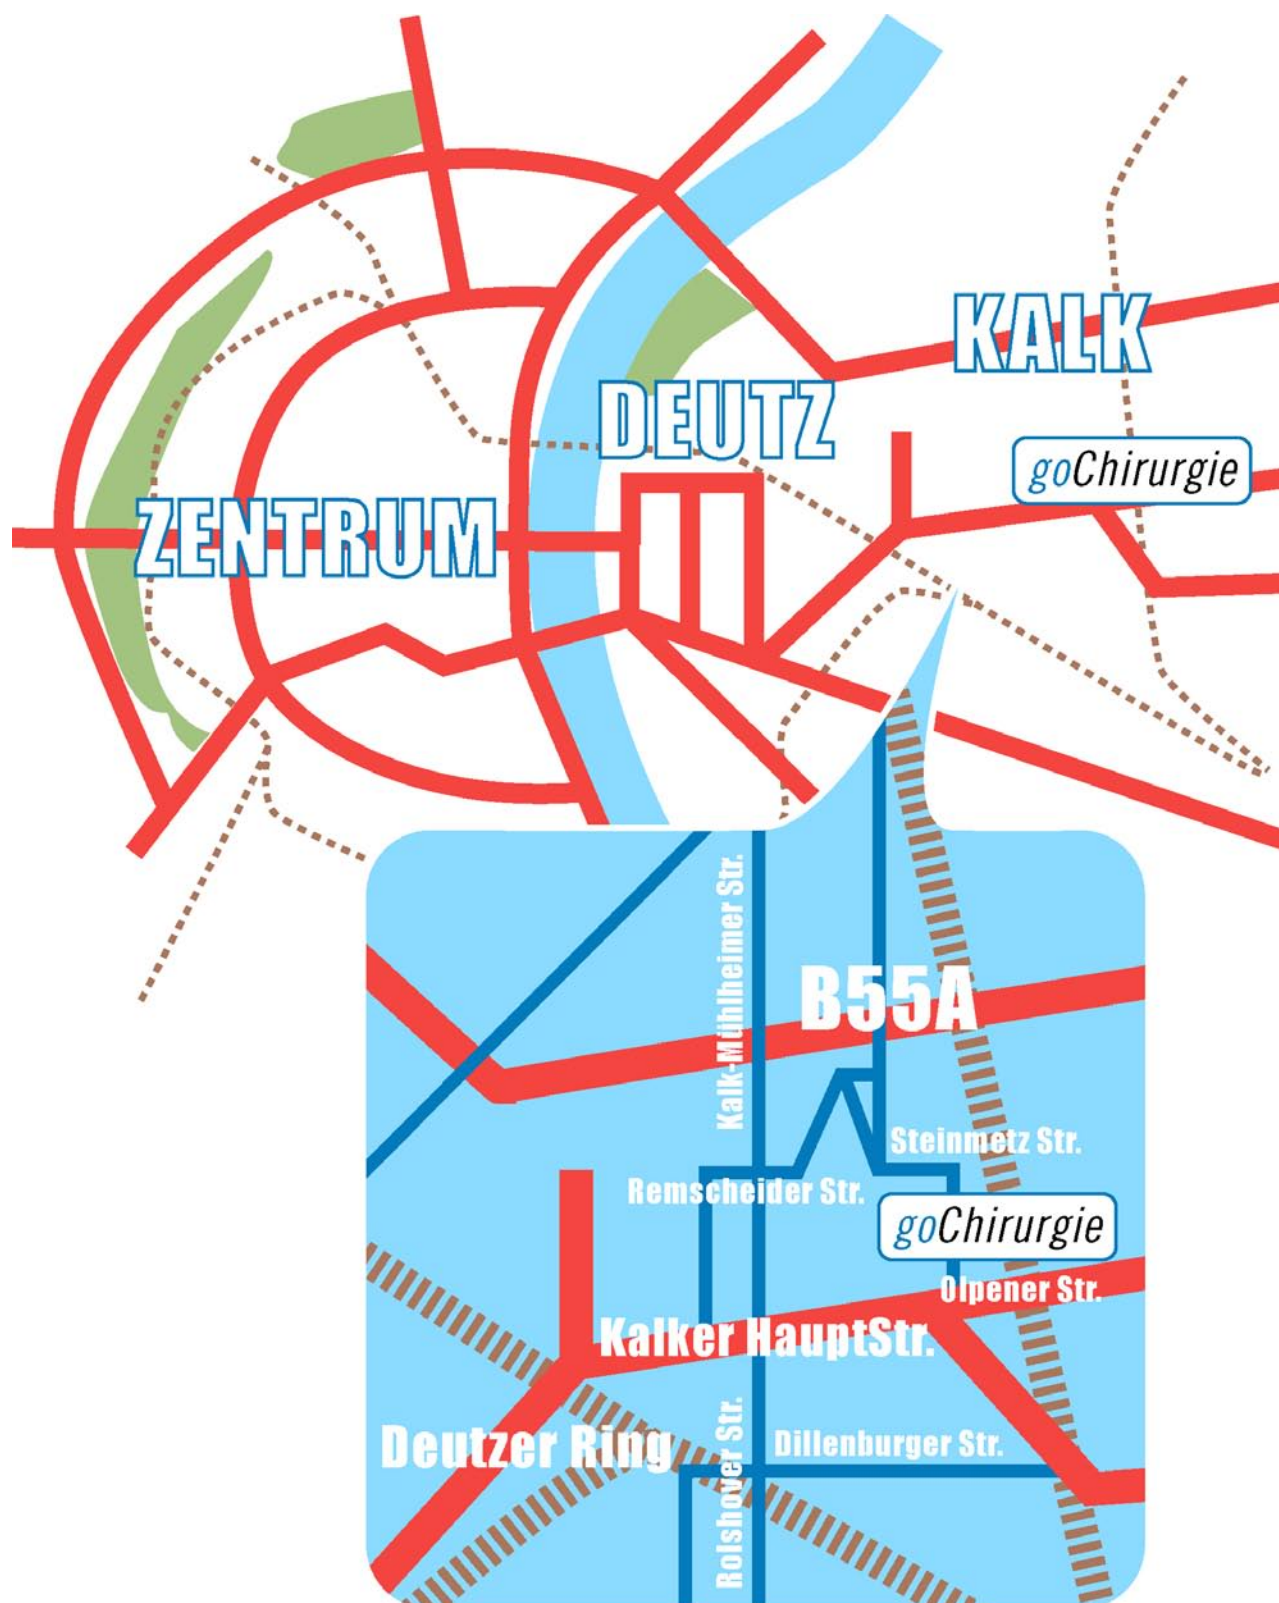 KALK
DEUTZ
goChirurgie
ZENTRUM
Kalk-Mühlheimer Str.
B55A
Steinmetz Str.
Remscheider Str.
goChirurgie
Olpener Str.
Kalker HauptStr.
Deutzer Ring
Rolshover Str.
Dillenburger Str.